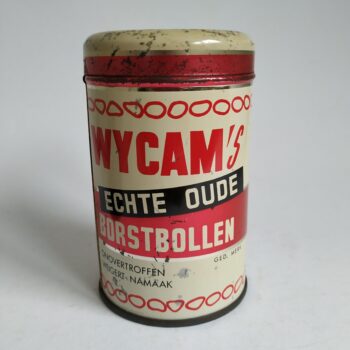 WYCAM's
ECHTE OUDE
BORSTBOLLEN
ONOVERTROFFEN
WEIGERT-NAMAAK
GED. MERK